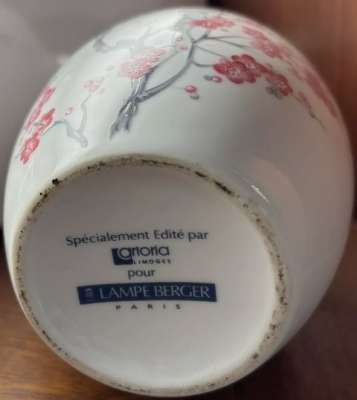 Spécialement Edité par
artoria
LIMOGES
pour
LAMPE BERGER
PARIS